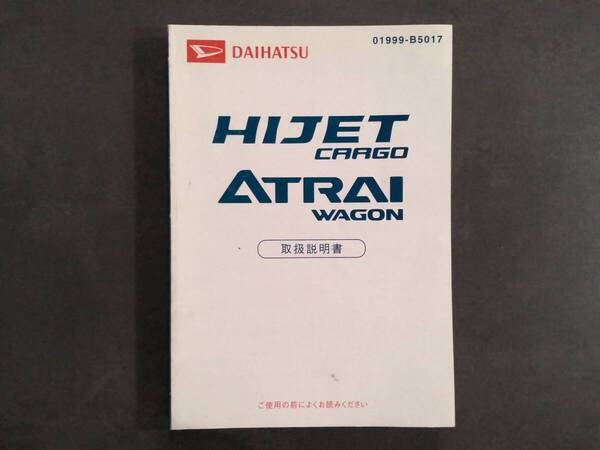 01999-B5017
DAIHATSU
HIJET
CARGO
ATRAI
WAGON
取扱説明書
ご使用の前によくお読みください